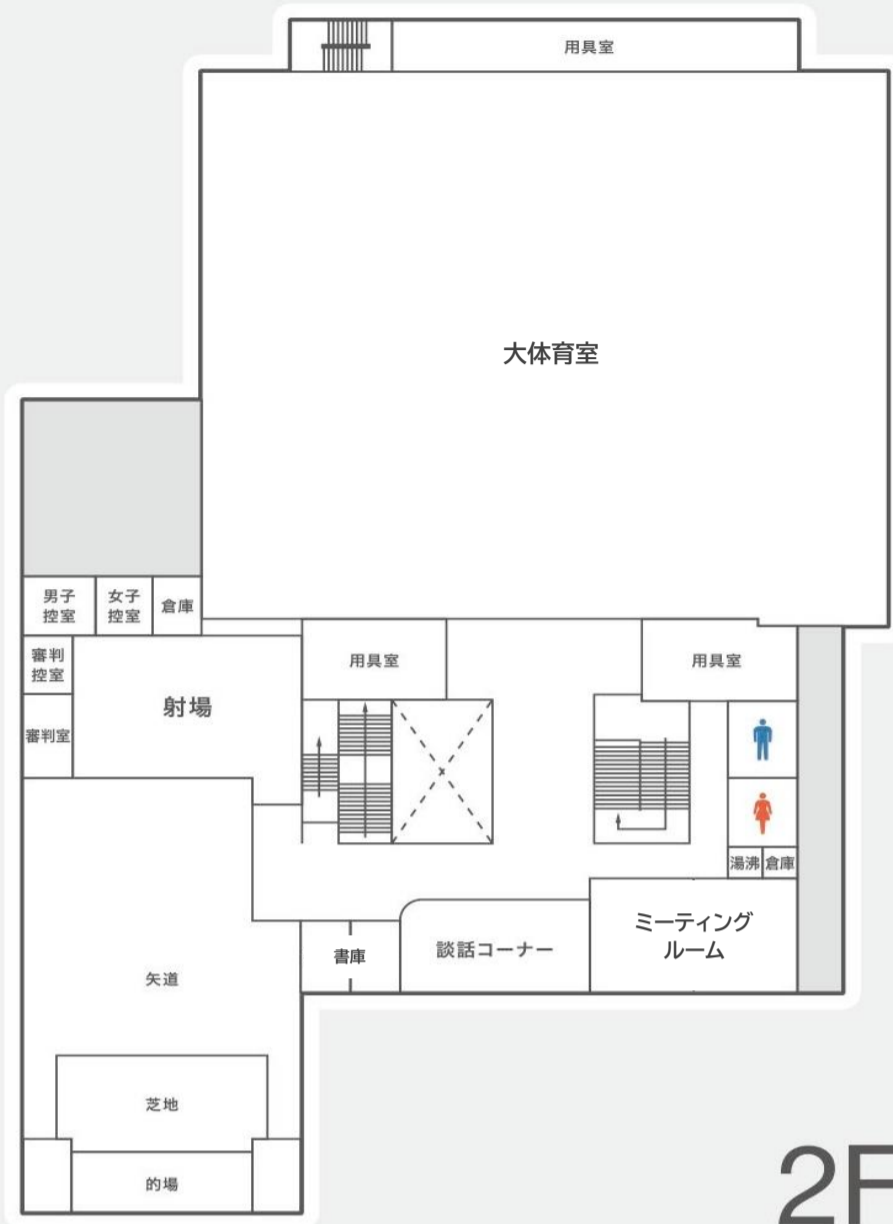 用具室
大体育室
男子
控室
女子
控室
倉庫
審判
控室
審判室
射場
用具室
用具室
湯沸
倉庫
書庫
談話コーナー
ミーティング
ルーム
矢道
芝地
的場
2F